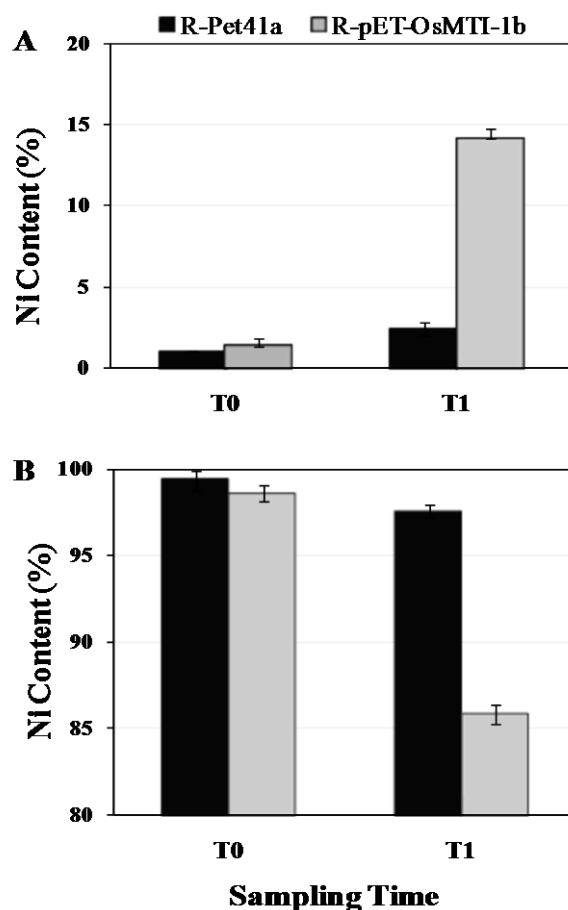 R-Pet41a R-pET-OsMTI-1b
A
20
15
10
5
0
Ni Content (%)
T0 T1
B
100
95
90
85
80
Ni Content (%)
T0 T1
Sampling Time